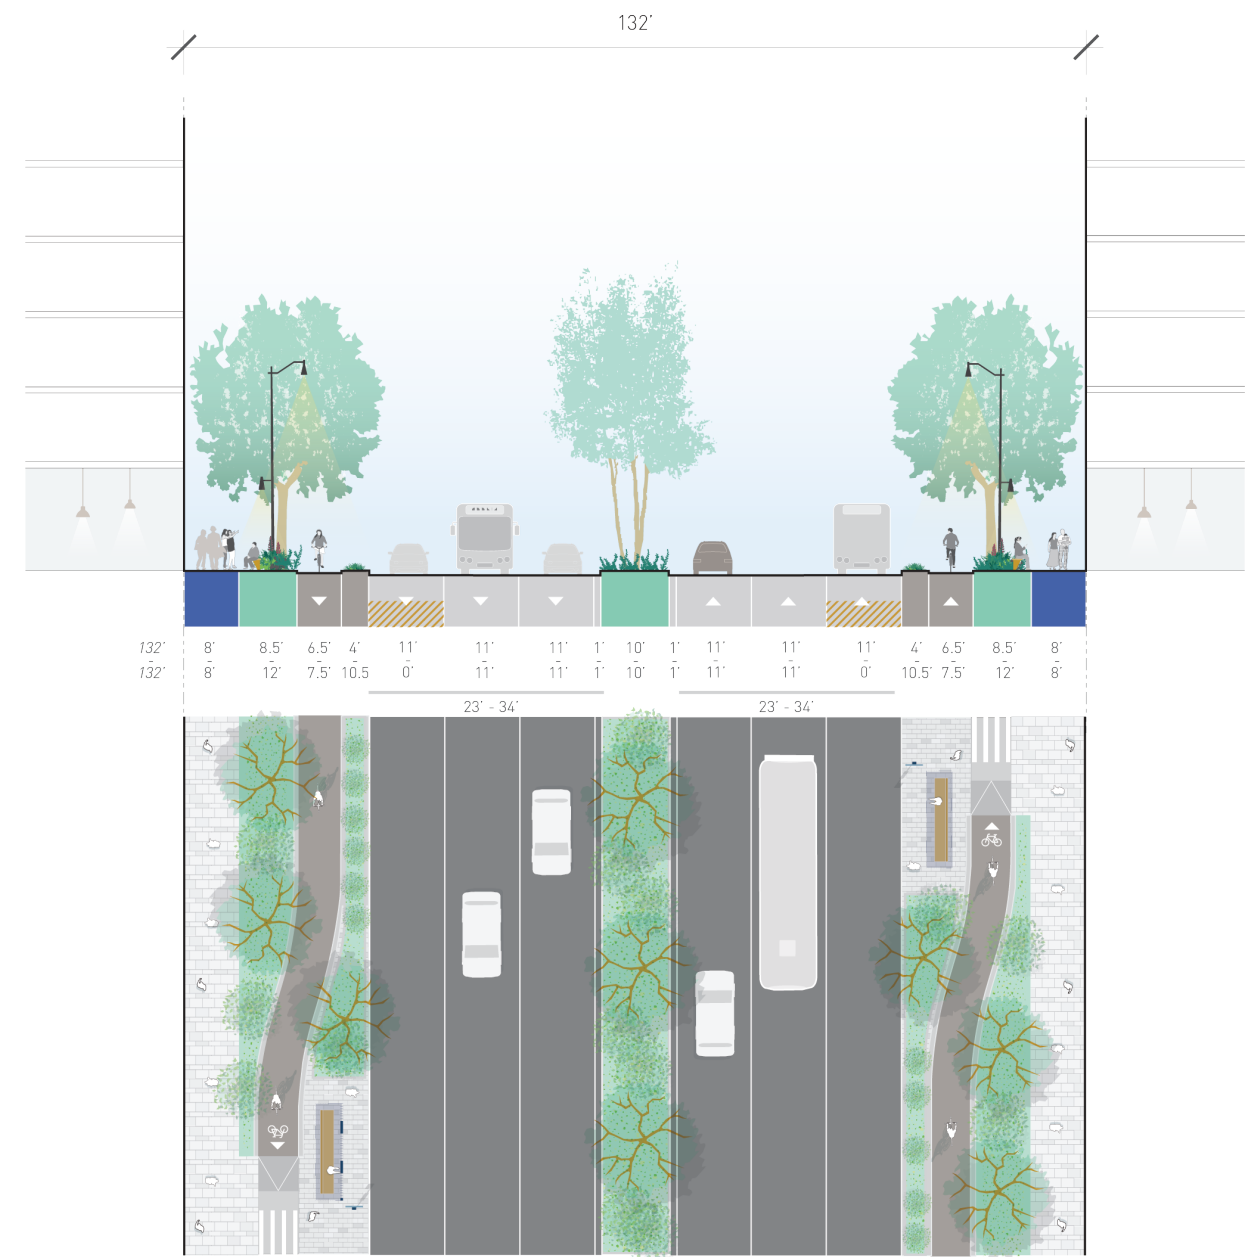 132'
132' 8' 8.5' 6.5' 4' 11' 11' 11' 1' 10' 1' 11' 11' 11' 4' 6.5' 8.5' 8'
- - - - - - - - - - - - - - - - - -
132' 8' 12' 7.5' 10.5 0' 11' 11' 1' 10' 1' 11' 11' 0' 10.5' 7.5' 12' 8'
23' - 34' 23' - 34'